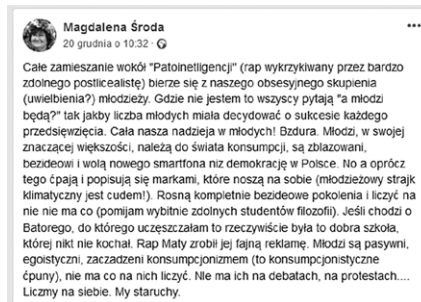 Magdalena Środa
20 grudnia o 10:32 ·
Całe zamieszanie wokół "Patoinetligencji" (rap wykrzykiwany przez bardzo
zdolnego postlicealistę) bierze się z naszego obsesyjnego skupienia
(uwielbienia?) młodzieży. Gdzie nie jestem to wszyscy pytają "a młodzi
będą?" tak jakby liczba młodych miała decydować o sukcesie każdego
przedsięwzięcia. Cała nasza nadzieja w młodych! Bzdura. Młodzi, w swojej
znaczącej większości, należą do świata konsumpcji, są zblazowani,
bezideowi i wolą nowego smartfona niz demokrację w Polsce. No a oprócz
tego ćpają i popisują się markami, które noszą na sobie (młodzieżowy strajk
klimatyczny jest cudem!). Rosną kompletnie bezideowe pokolenia i liczyć na
nie nie ma co (pomijam wybitnie zdolnych studentów filozofii). Jeśli chodzi o
Batorego, do którego uczęszczałam to rzeczywiście była to dobra szkoła,
której nikt nie kochał. Rap Maty zrobił jej fajną reklamę. Młodzi są pasywni,
egoistyczni, zaczadzeni konsumpcjonizmem (to konsumpcjonistyczne
ćpuny), nie ma co na nich liczyć. NIe ma ich na debatach, na protestach....
Liczmy na siebie. My staruchy.